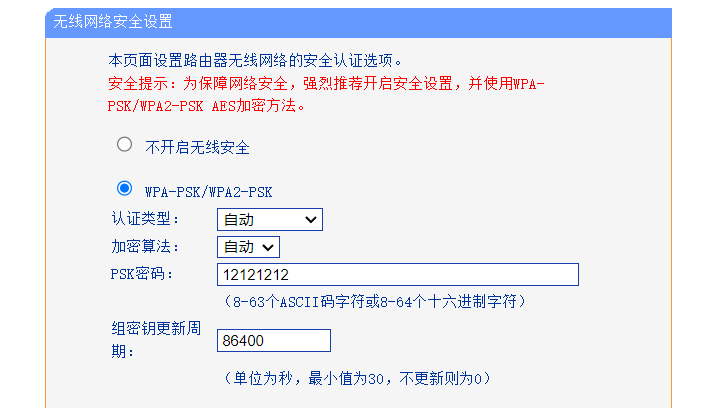 无线网络安全设置
本页面设置路由器无线网络的安全认证选项。
安全提示：为保障网络安全，强烈推荐开启安全设置，并使用WPA-
PSK/WPA2-PSK AES加密方法。
不开启无线安全
WPA-PSK/WPA2-PSK
认证类型： 自动
加密算法： 自动
PSK密码： 12121212
（8-63个ASCII码字符或8-64个十六进制字符）
组密钥更新周
期： 86400
（单位为秒，最小值为30，不更新则为0）